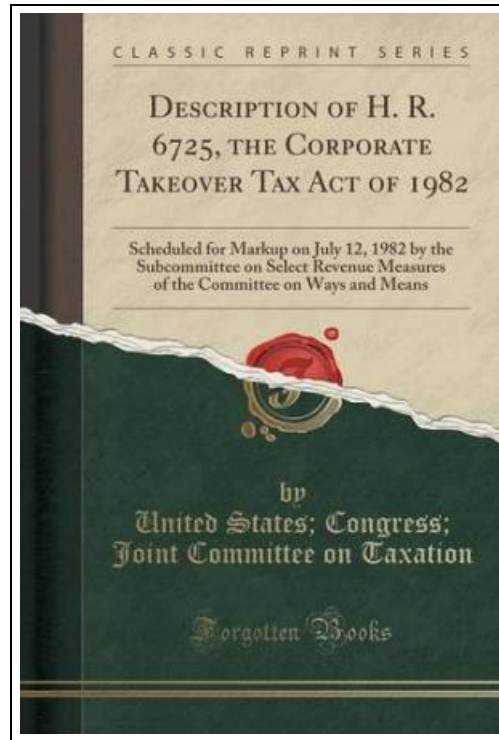 CLASSIC REPRINT SERIES
DESCRIPTION OF H. R.
6725, THE CORPORATE
TAKEOVER TAX ACT OF 1982
Scheduled for Markup on July 12, 1982 by the
Subcommittee on Select Revenue Measures
of the Committee on Ways and Means
F
by
United States; Congress;
Joint Committee on Taxation
Forgotten Books